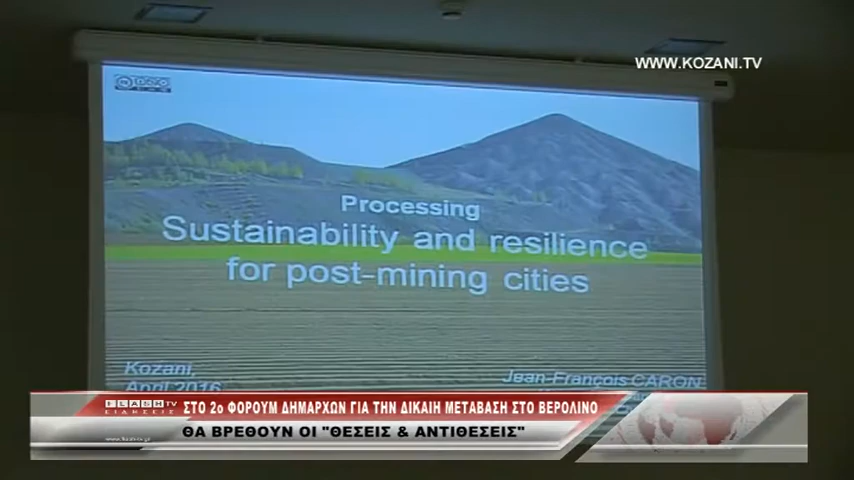 WWW.KOZANI.TV
cc
Processing
Sustainability and resilience
for post-mining cities
Kozani,
April 2016
Jean-François CARON
FLASH TV
ΕΙΔΗΣΕΙΣ
ΣΤΟ 2ο ΦΟΡΟΥΜ ΔΗΜΑΡΧΩΝ ΓΙΑ ΤΗΝ ΔΙΚΑΙΗ ΜΕΤΑΒΑΣΗ ΣΤΟ ΒΕΡΟΛΙΝΟ
ΘΑ ΒΡΕΘΟΥΝ ΟΙ "ΘΕΣΕΙΣ & ΑΝΤΙΘΕΣΕΙΣ"